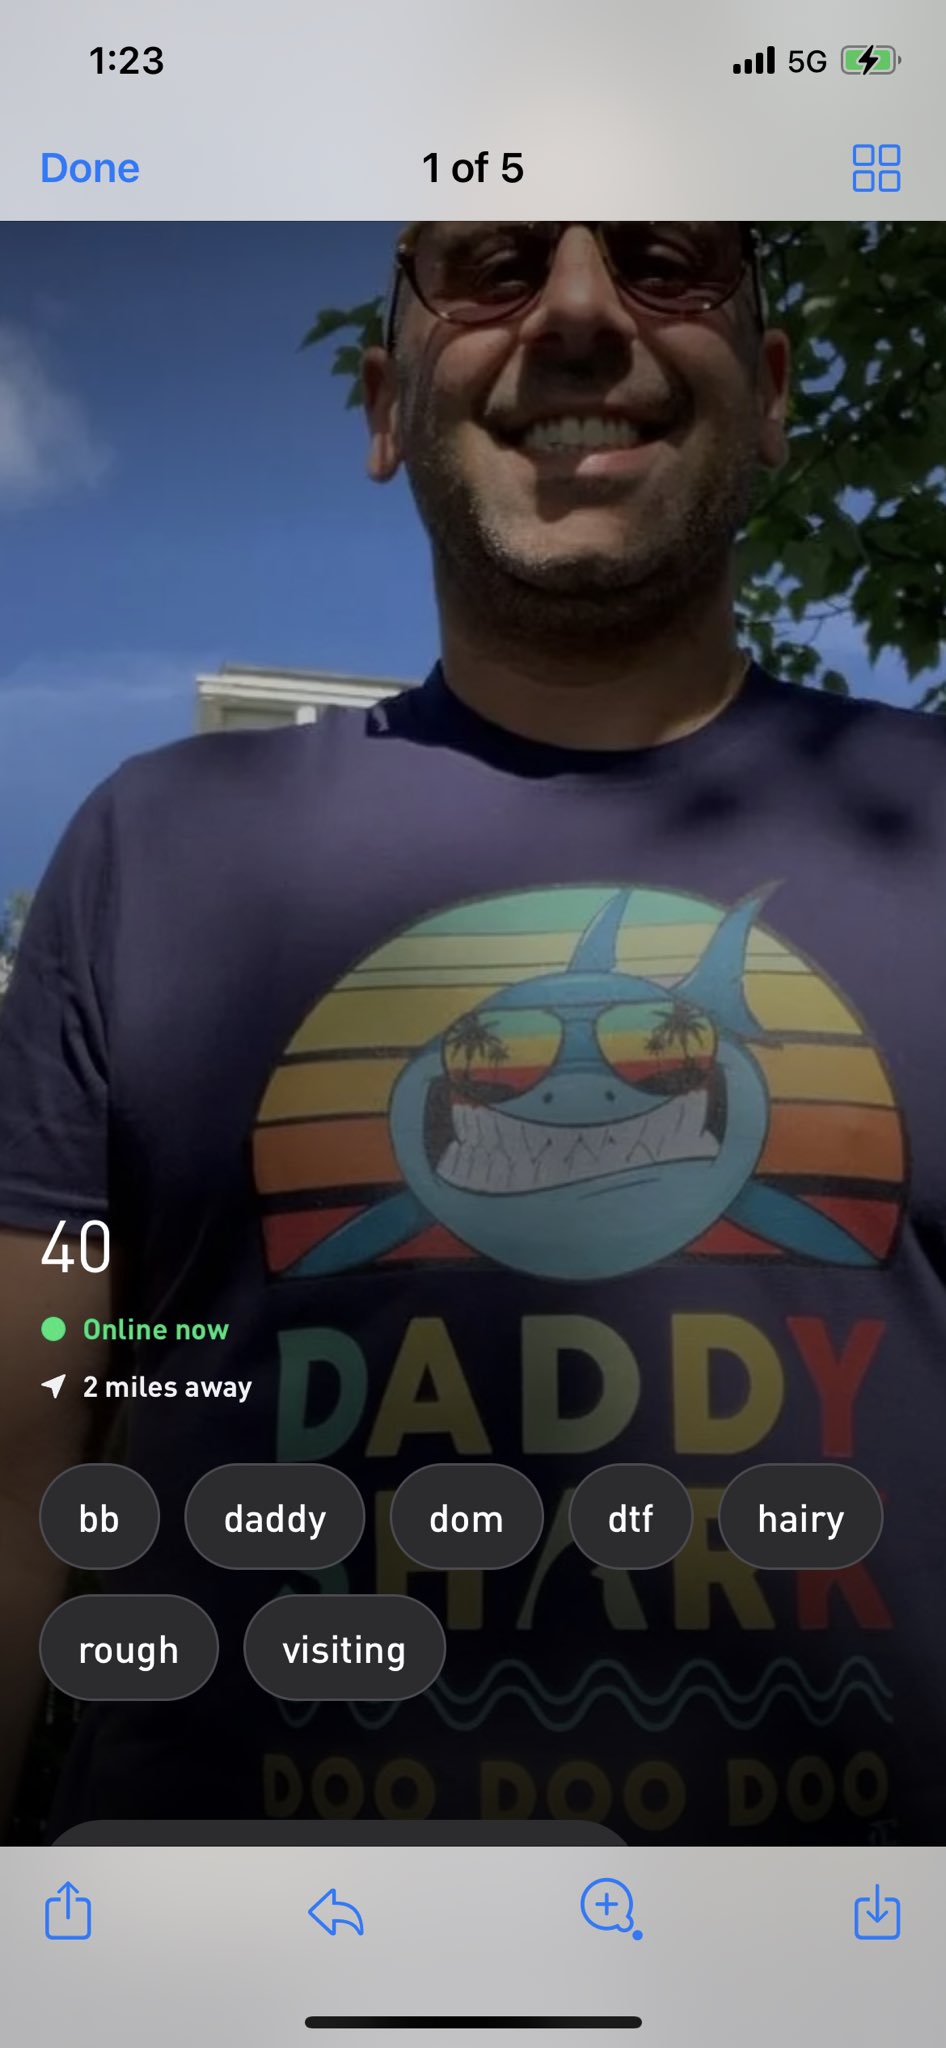 1:23 5G
Done 1 of 5
40
Online now
2 miles away
DADDY
bb daddy dom dtf hairy
SHARK
rough visiting
DOO DOO DOO